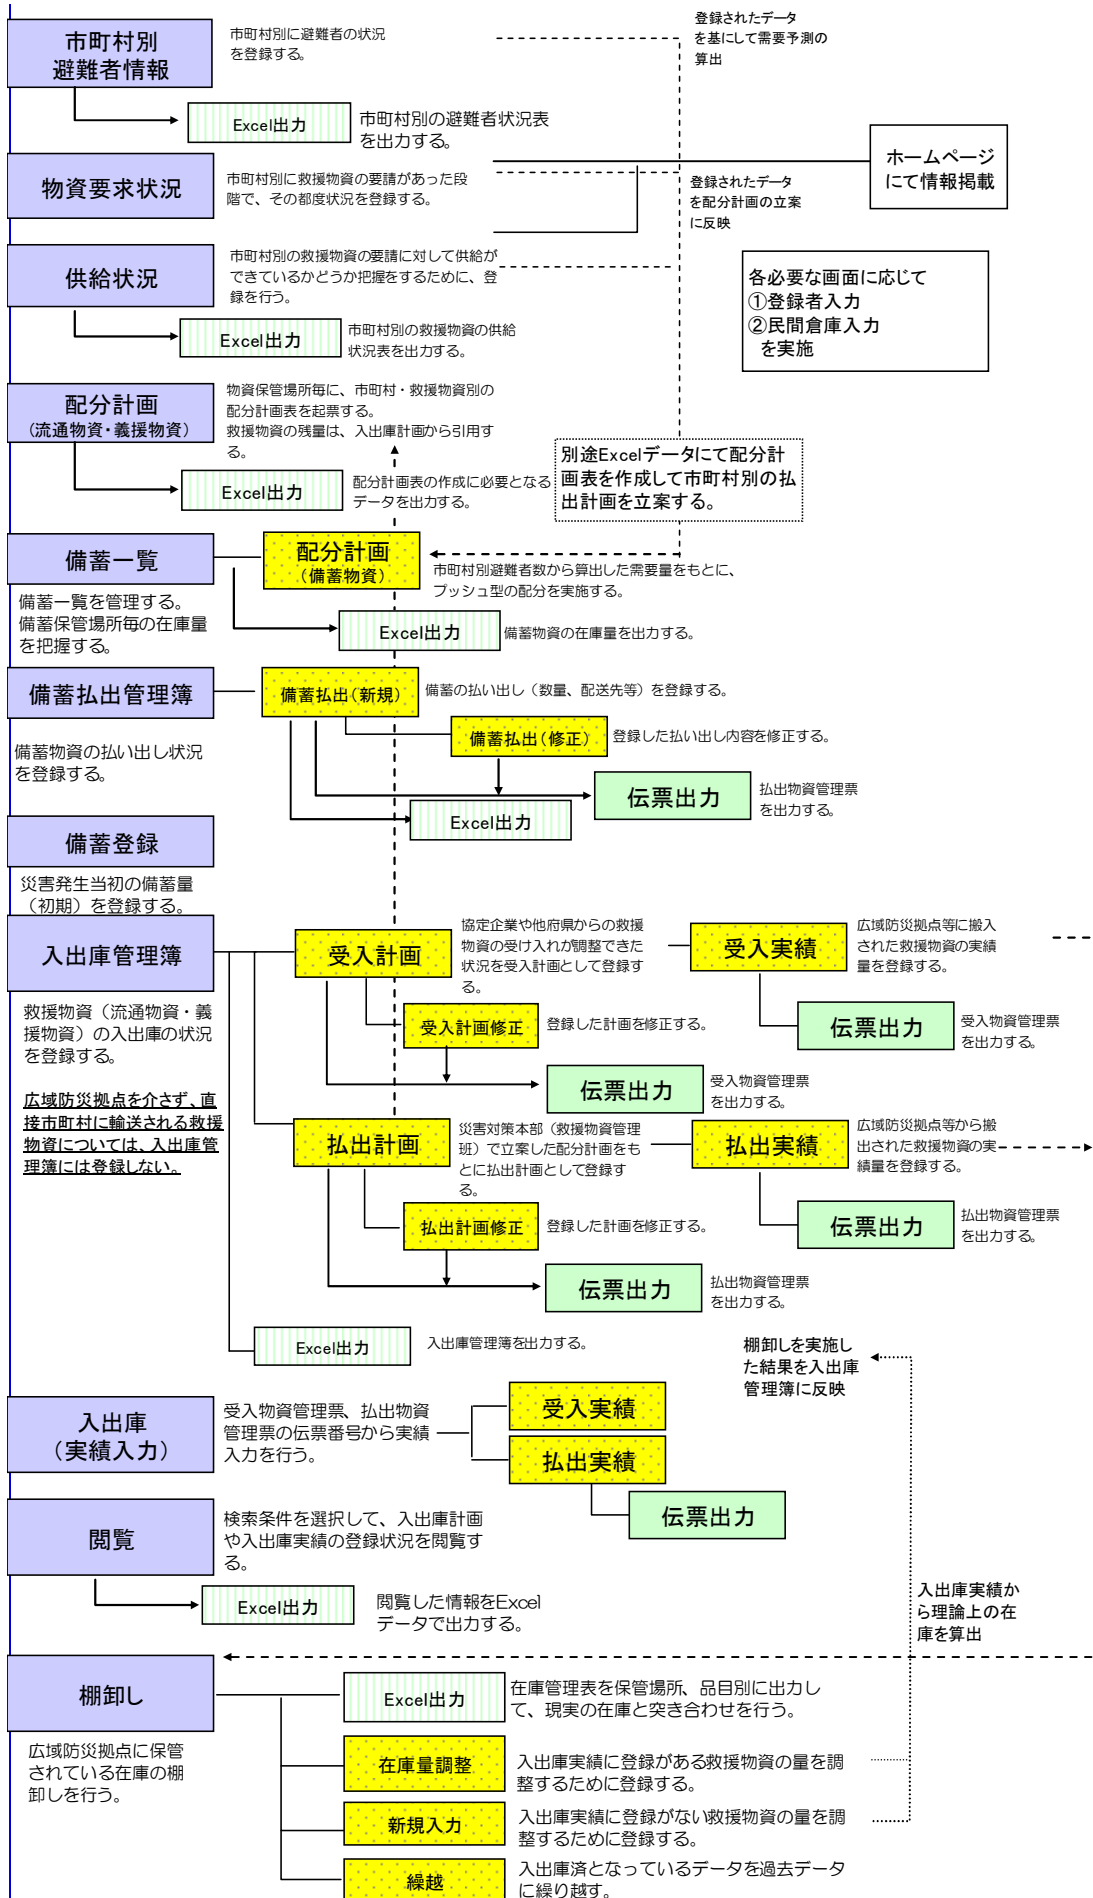 市町村別
避難者情報
市町村別に避難者の状況
を登録する。
登録されたデータ
を基にして需要予測の
算出
Excel出力
市町村別の避難者状況表
を出力する。
物資要求状況
市町村別に救援物資の要請があった段
階で、その都度状況を登録する。
登録されたデータ
を配分計画の立案
に反映
ホームページ
にて情報掲載
供給状況
市町村別の救援物資の要請に対して供給が
できているかどうか把握をするために、登
録を行う。
各必要な画面に応じて
①登録者入力
②民間倉庫入力
を実施
Excel出力
市町村別の救援物資の供給
状況表を出力する。
配分計画
(流通物資・義援物資)
物資保管場所毎に、市町村・救援物資別の
配分計画表を起票する。
救援物資の残量は、入出庫計画から引用す
る。
Excel出力
配分計画表の作成に必要となる
データを出力する。
別途Excelデータにて配分計
画表を作成して市町村別の払
出計画を立案する。
備蓄一覧
配分計画
(備蓄物資)
市町村別避難者数から算出した需要量をもとに、
プッシュ型の配分を実施する。
備蓄一覧を管理する。
備蓄保管場所毎の在庫量
を把握する。
Excel出力
備蓄物資の在庫量を出力する。
備蓄払出管理簿
備蓄払出(新規)
備蓄の払い出し（数量、配送先等）を登録する。
備蓄払出(修正)
登録した払い出し内容を修正する。
備蓄物資の払い出し状況
を登録する。
伝票出力
払出物資管理票
を出力する。
Excel出力
備蓄登録
災害発生当初の備蓄量
（初期）を登録する。
入出庫管理簿
受入計画
協定企業や他府県からの救援
物資の受け入れが調整できた
状況を受入計画として登録す
る。
受入実績
広域防災拠点等に搬入
された救援物資の実績
量を登録する。
救援物資（流通物資・義
援物資）の入出庫の状況
を登録する。
受入計画修正
登録した計画を修正する。
伝票出力
受入物資管理票
を出力する。
伝票出力
受入物資管理票
を出力する。
広域防災拠点を介さず、直
接市町村に輸送される救援
物資については、入出庫管
理簿には登録しない。
払出計画
災害対策本部（救援物資管理
班）で立案した配分計画をも
とに払出計画として登録す
る。
払出実績
広域防災拠点等から搬
出された救援物資の実
績量を登録する。
払出計画修正
登録した計画を修正する。
伝票出力
払出物資管理票
を出力する。
伝票出力
払出物資管理票
を出力する。
Excel出力
入出庫管理簿を出力する。
棚卸しを実施し
た結果を入出庫
管理簿に反映
入出庫
(実績入力)
受入物資管理票、払出物資
管理票の伝票番号から実績
入力を行う。
受入実績
払出実績
伝票出力
閲覧
検索条件を選択して、入出庫計画
や入出庫実績の登録状況を閲覧す
る。
Excel出力
閲覧した情報をExcel
データで出力する。
入出庫実績か
ら理論上の在
庫を算出
棚卸し
Excel出力
在庫管理表を保管場所、品目別に出力し
て、現実の在庫と突き合わせを行う。
広域防災拠点に保管
されている在庫の棚
卸しを行う。
在庫量調整
入出庫実績に登録がある救援物資の量を調
整するために登録する。
新規入力
入出庫実績に登録がない救援物資の量を調
整するために登録する。
繰越
入出庫済となっているデータを過去データ
に繰り越す。